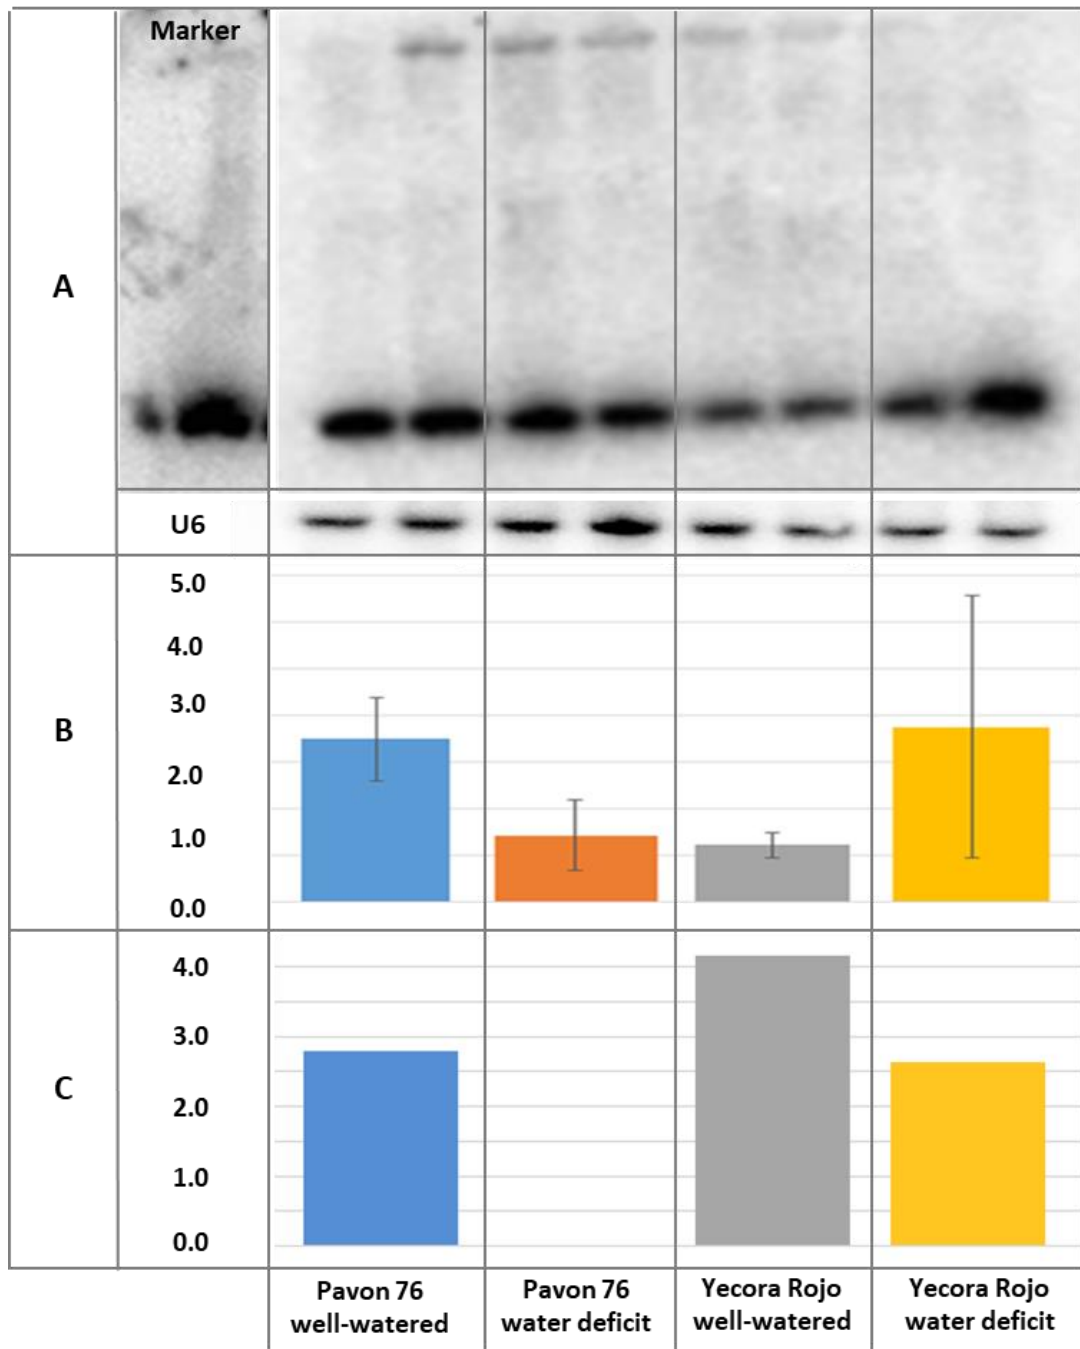 Marker
A
U6
5.0
4.0
3.0
B
2.0
1.0
0.0
4.0
3.0
C
2.0
1.0
0.0
Pavon 76
well-watered
Pavon 76
water deficit
Yecora Rojo
well-watered
Yecora Rojo
water deficit